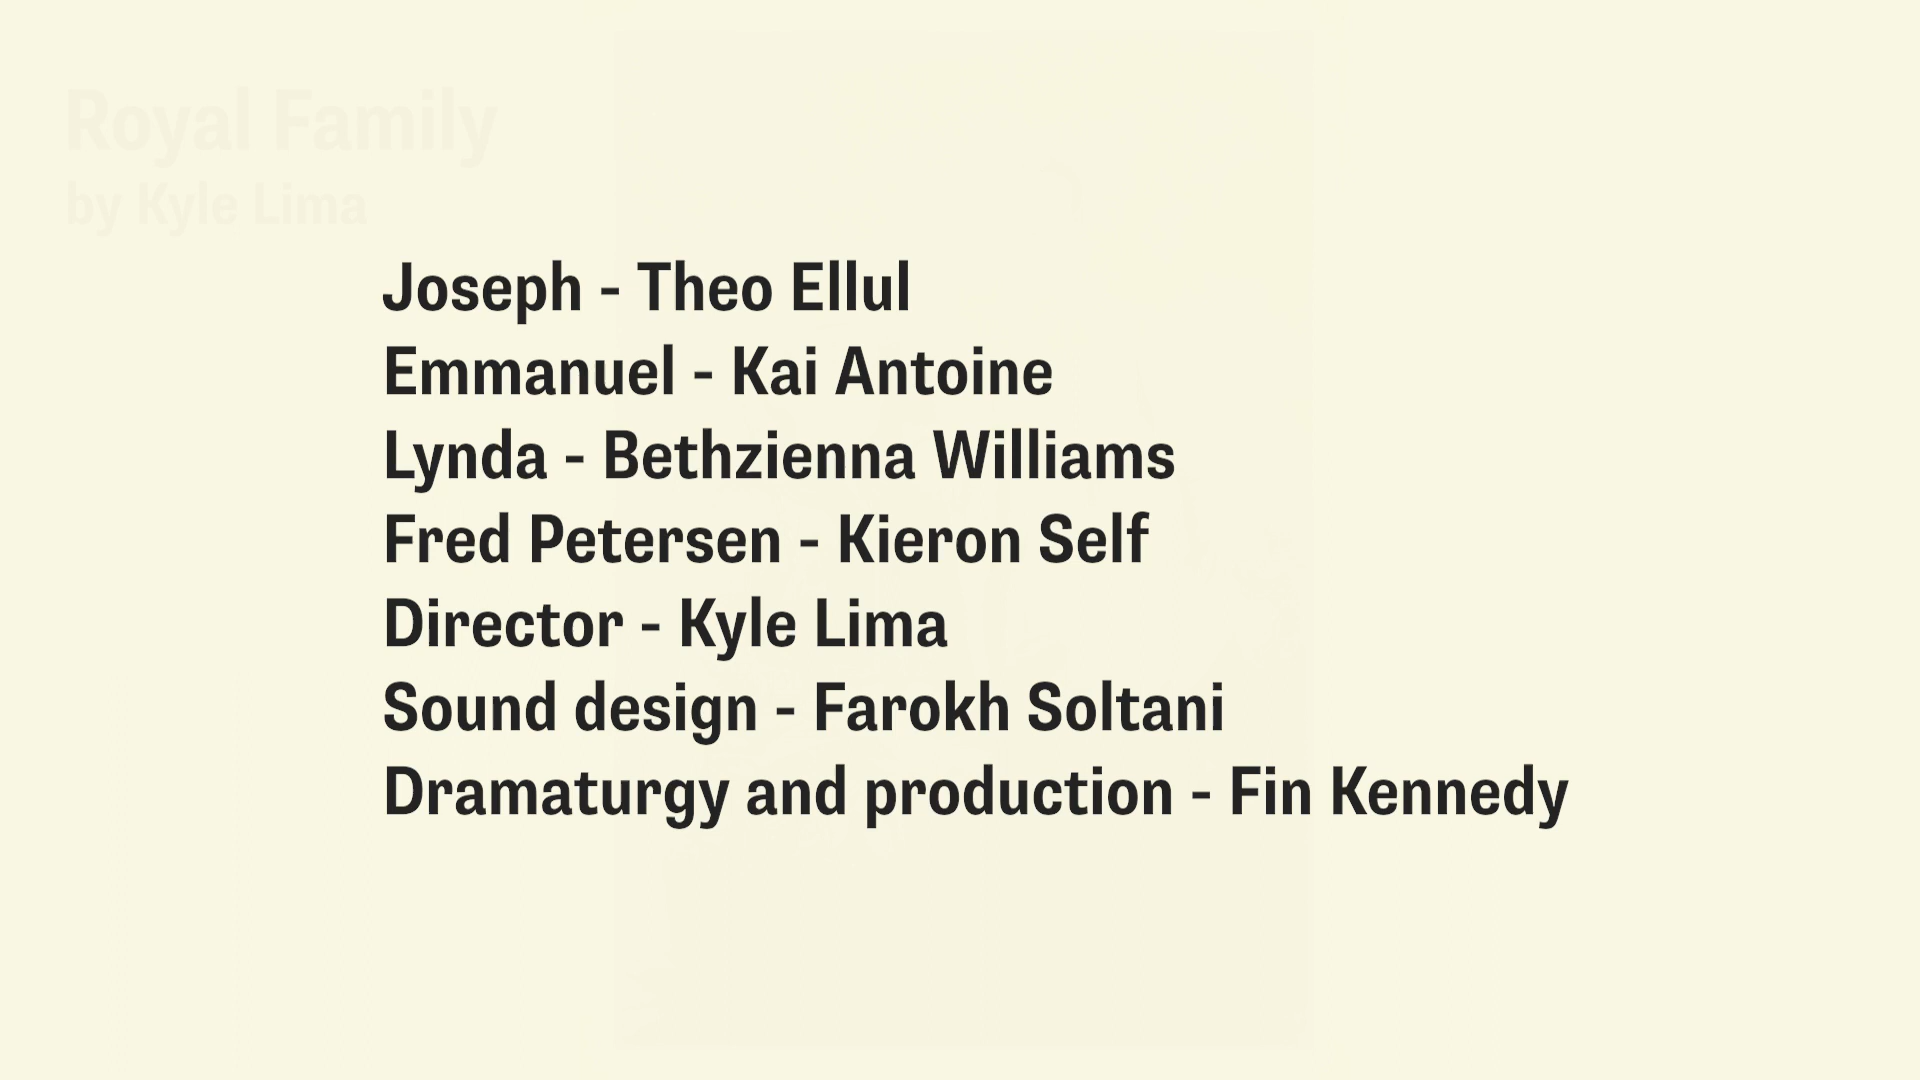 Royal Family
by Kyle Lima
Joseph - Theo Ellul
Emmanuel - Kai Antoine
Lynda - Bethzienna Williams
Fred Petersen - Kieron Self
Director - Kyle Lima
Sound design - Farokh Soltani
Dramaturgy and production - Fin Kennedy